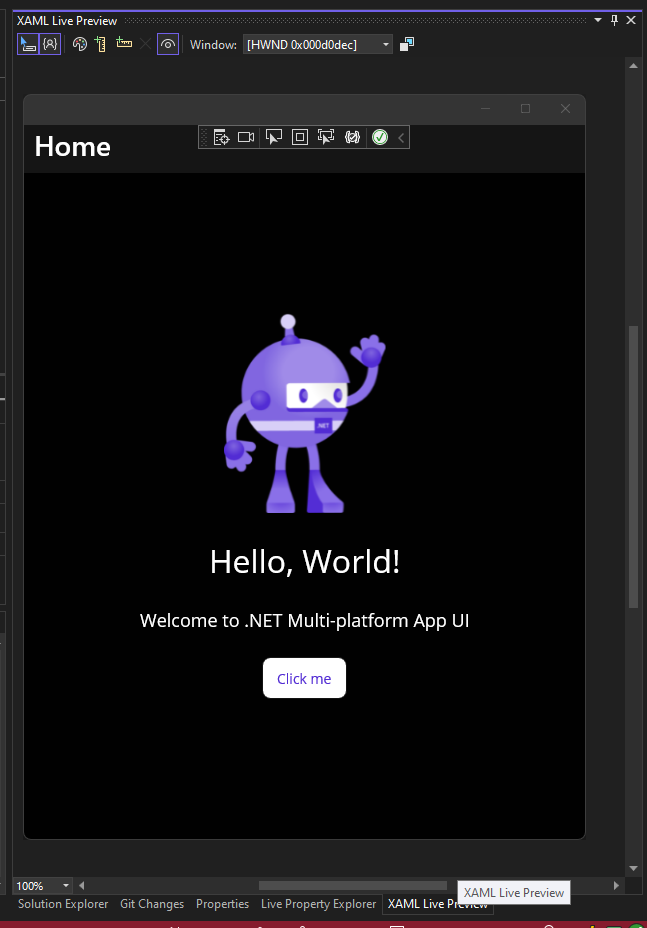 XAML Live Preview
Window: [HWND 0x000d0dec]
Home
.NET
Hello, World!
Welcome to .NET Multi-platform App UI
Click me
100%
XAML Live Preview
Solution Explorer Git Changes Properties Live Property Explorer XAML Live Preview